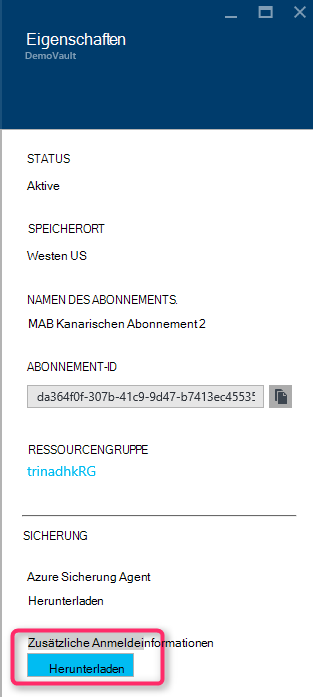 Eigenschaften
DemoVault
STATUS
Aktive
SPEICHERORT
Westen US
NAMEN DES ABONNEMENTS.
MAB Kanarischen Abonnement 2
ABONNEMENT-ID
da364f0f-307b-41c9-9d47-b7413ec45535
RESSOURCENGRUPPE
trinadhkRG
SICHERUNG
Azure Sicherung Agent
Herunterladen
Zusätzliche Anmeldeinformationen
Herunterladen